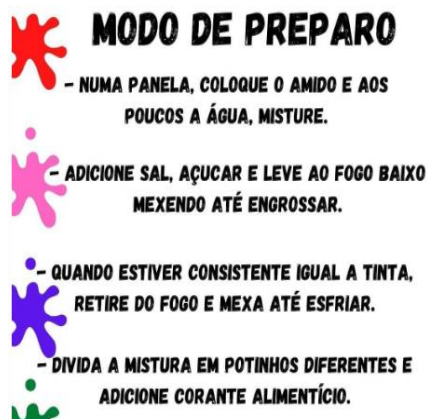 MODO DE PREPARO
- NUMA PANELA, COLOQUE O AMIDO E AOS
POUCOS A ÁGUA, MISTURE.
- ADICIONE SAL, AÇUCAR E LEVE AO FOGO BAIXO
MEXENDO ATÉ ENGROSSAR.
- QUANDO ESTIVER CONSISTENTE IGUAL A TINTA,
RETIRE DO FOGO E MEXA ATÉ ESFRIAR.
- DIVIDA A MISTURA EM POTINHOS DIFERENTES E
ADICIONE CORANTE ALIMENTÍCIO.